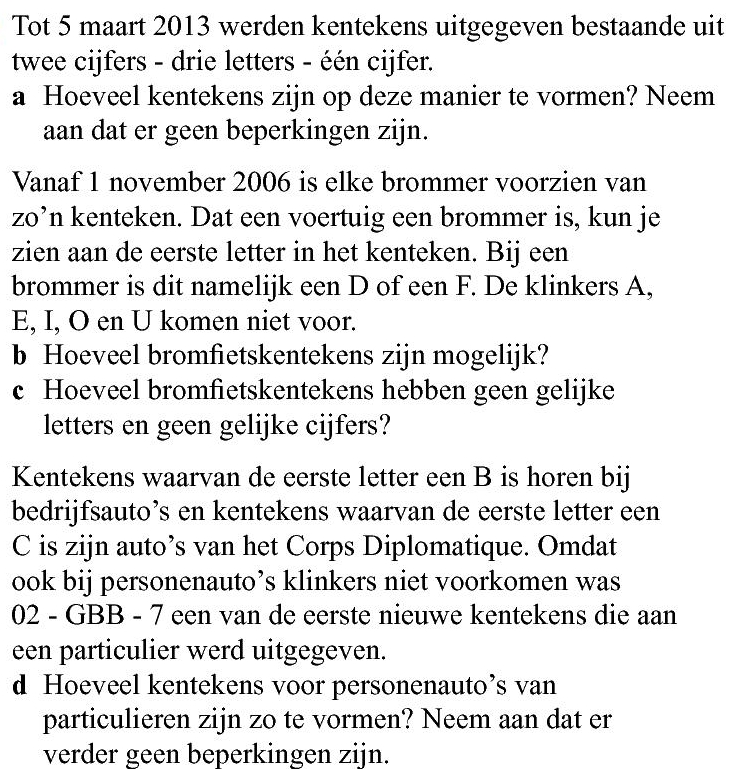 Tot 5 maart 2013 werden kentekens uitgegeven bestaande uit
twee cijfers - drie letters - één cijfer.
a Hoeveel kentekens zijn op deze manier te vormen? Neem
aan dat er geen beperkingen zijn.
Vanaf 1 november 2006 is elke brommer voorzien van
zo’n kenteken. Dat een voertuig een brommer is, kun je
zien aan de eerste letter in het kenteken. Bij een
brommer is dit namelijk een D of een F. De klinkers A,
E, I, O en U komen niet voor.
b Hoeveel bromfietskentekens zijn mogelijk?
c Hoeveel bromfietskentekens hebben geen gelijke
letters en geen gelijke cijfers?
Kentekens waarvan de eerste letter een B is horen bij
bedrijfsauto’s en kentekens waarvan de eerste letter een
C is zijn auto’s van het Corps Diplomatique. Omdat
ook bij personenauto’s klinkers niet voorkomen was
02 - GBB - 7 een van de eerste nieuwe kentekens die aan
een particulier werd uitgegeven.
d Hoeveel kentekens voor personenauto’s van
particulieren zijn zo te vormen? Neem aan dat er
verder geen beperkingen zijn.